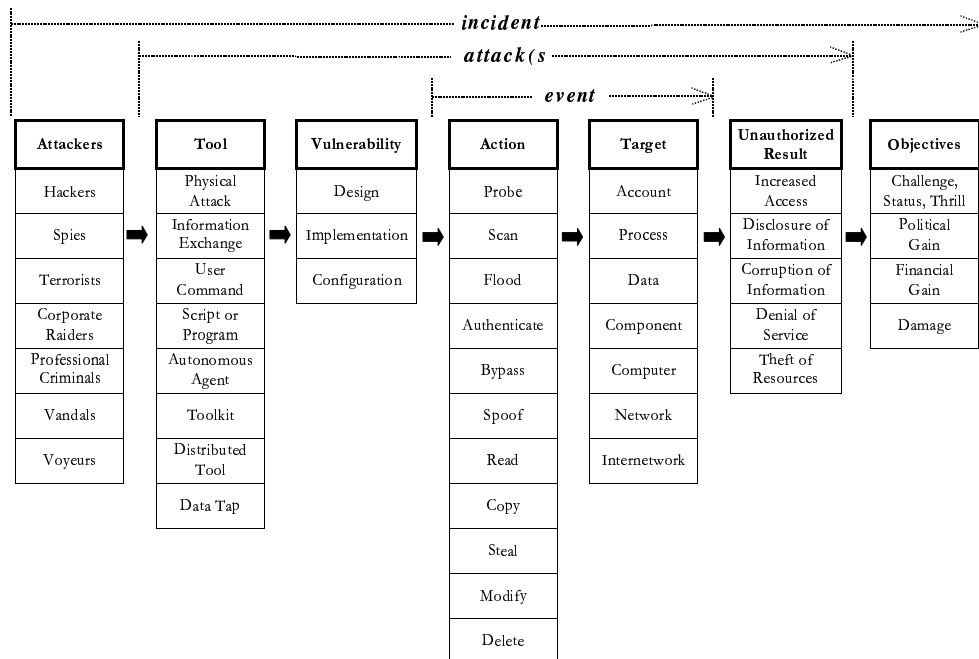 incident
attack(s
event
Attackers
Hackers
Spies
Terrorists
Corporate
Raiders
Professional
Criminals
Vandals
Voyeurs
Tool
Physical
Attack
Information
Exchange
User
Command
Script or
Program
Autonomous
Agent
Toolkit
Distributed
Tool
Data Tap
Vulnerability
Design
Implementation
Configuration
Action
Probe
Scan
Flood
Authenticate
Bypass
Spoof
Read
Copy
Steal
Modify
Delete
Target
Account
Process
Data
Component
Computer
Network
Internetwork
Unauthorized
Result
Increased
Access
Disclosure of
Information
Corruption of
Information
Denial of
Service
Theft of
Resources
Objectives
Challenge,
Status, Thrill
Political
Gain
Financial
Gain
Damage